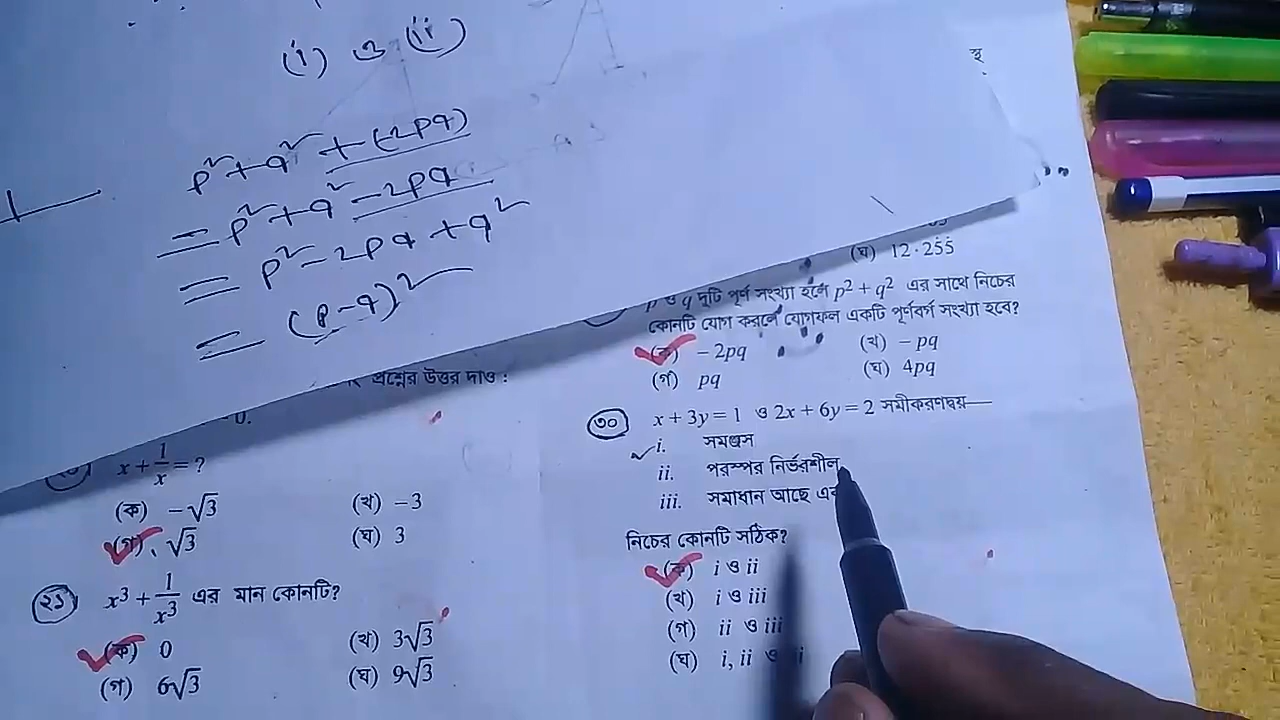 (i) ও (ii)
p²+q²+(-2pq)
= p²+q²-2pq
= p²-2pq+q²
= (p-q)²
প্রশ্নের উত্তর দাও :
x + 1/x = ?
(ক) -√3 (খ) -3
(গ) √3 (ঘ) 3
২১ x³ + 1/x³ এর মান কোনটি?
(ক) 0 (খ) 3√3
(গ) 6√3 (ঘ) 9√3
(ঘ) 12·255
p ও q দুটি পূর্ণ সংখ্যা হলে p² + q² এর সাথে নিচের
কোনটি যোগ করলে যোগফল একটি পূর্ণবর্গ সংখ্যা হবে?
(ক) -2pq (খ) -pq
(গ) pq (ঘ) 4pq
৩০ x + 3y = 1 ও 2x + 6y = 2 সমীকরণদ্বয়—
i. সমঞ্জস
ii. পরস্পর নির্ভরশীল
iii. সমাধান আছে
নিচের কোনটি সঠিক?
(ক) i ও ii
(খ) i ও iii
(গ) ii ও iii
(ঘ) i, ii